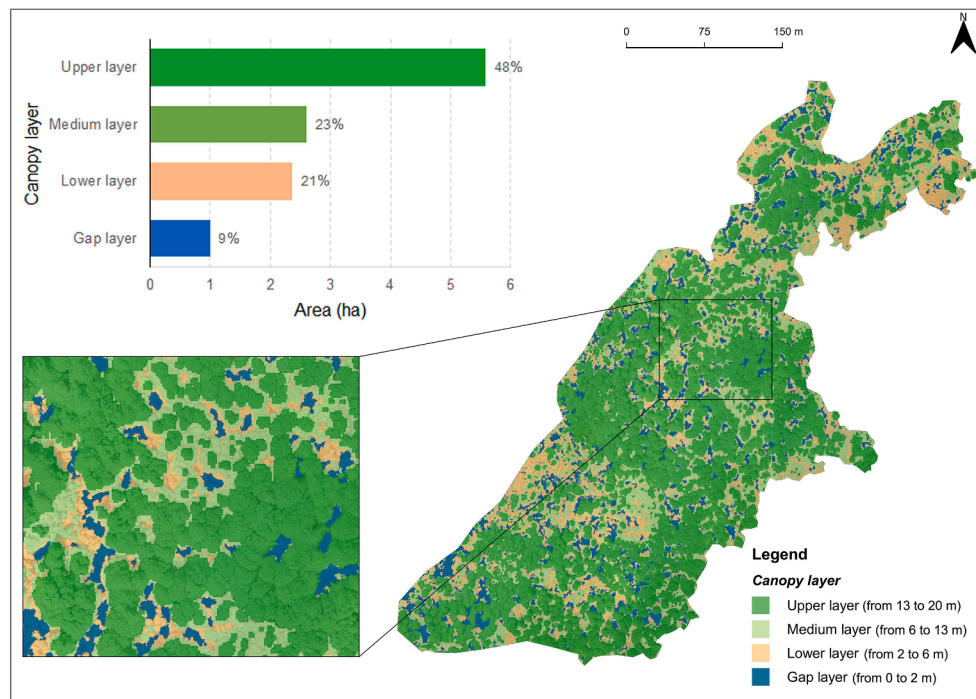 Upper layer
48%
Medium layer
23%
Lower layer
21%
Gap layer
9%
Canopy layer
0 1 2 3 4 5 6
Area (ha)
0 75 150 m
N
Legend
Canopy layer
Upper layer (from 13 to 20 m)
Medium layer (from 6 to 13 m)
Lower layer (from 2 to 6 m)
Gap layer (from 0 to 2 m)